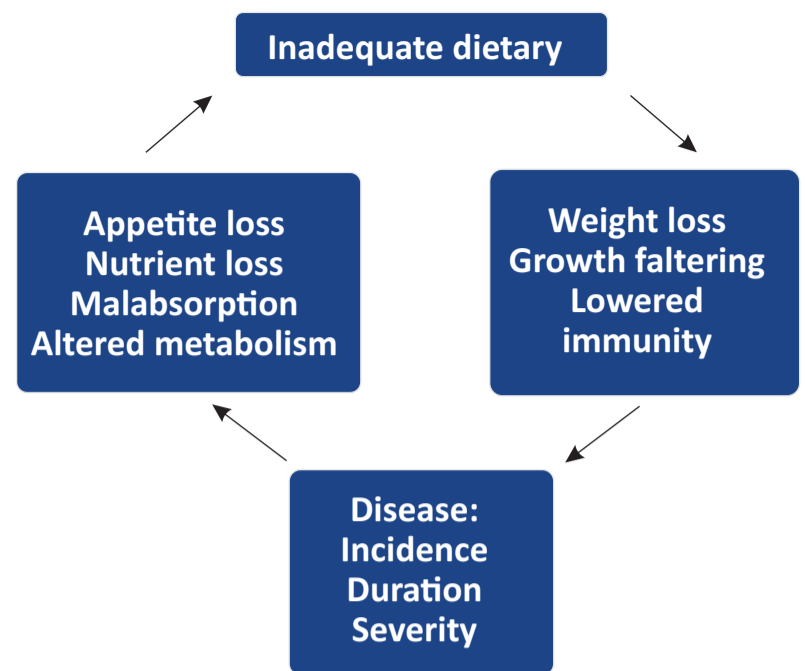 Inadequate dietary
Weight loss
Growth faltering
Lowered
immunity
Disease:
Incidence
Duration
Severity
Appetite loss
Nutrient loss
Malabsorption
Altered metabolism